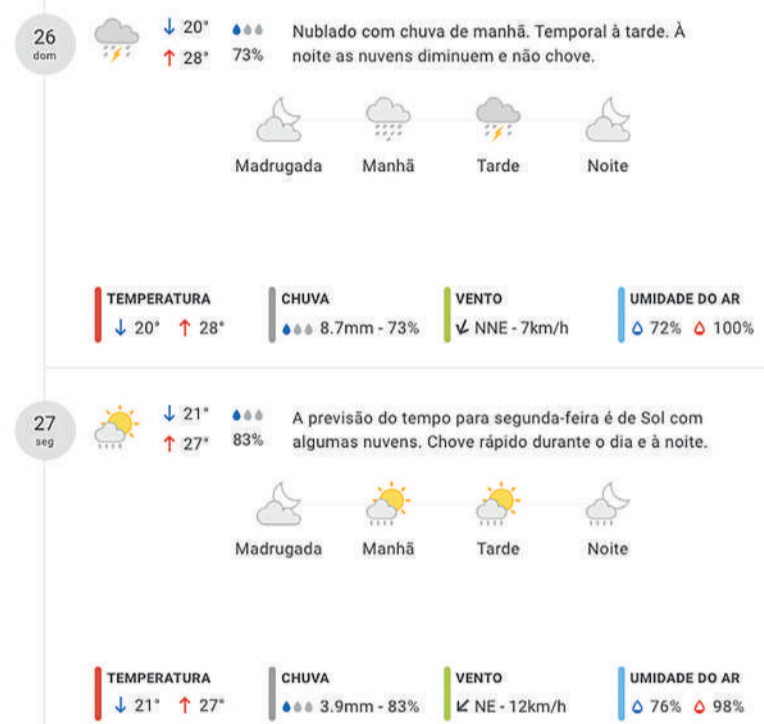 26
dom
20°
28°
73%
Nublado com chuva de manhã. Temporal à tarde. À
noite as nuvens diminuem e não chove.
Madrugada Manhã Tarde Noite
TEMPERATURA CHUVA VENTO UMIDADE DO AR
20° 28° 8.7mm - 73% NNE - 7km/h 72% 100%
27
seg
21°
27°
83%
A previsão do tempo para segunda-feira é de Sol com
algumas nuvens. Chove rápido durante o dia e à noite.
Madrugada Manhã Tarde Noite
TEMPERATURA CHUVA VENTO UMIDADE DO AR
21° 27° 3.9mm - 83% NE - 12km/h 76% 98%